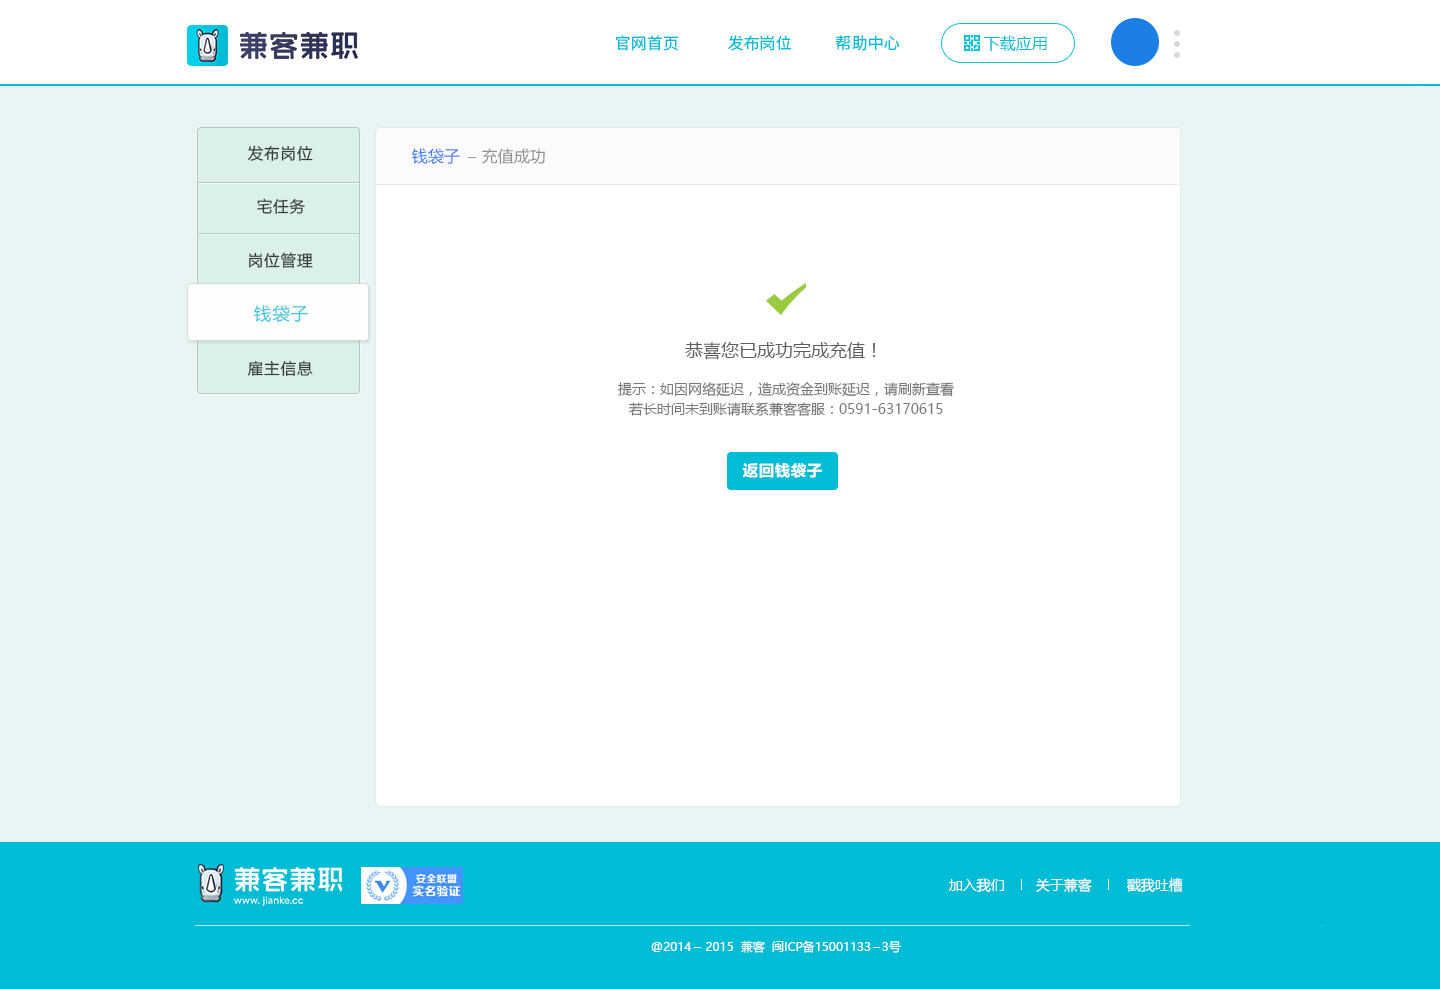 兼客兼职
官网首页
发布岗位
帮助中心
下载应用
发布岗位
宅任务
岗位管理
钱袋子
雇主信息
钱袋子 – 充值成功
恭喜您已成功完成充值！
提示：如因网络延迟，造成资金到账延迟，请刷新查看
若长时间未到账请联系兼客客服：0591-63170615
返回钱袋子
兼客兼职
www. jianke.cc
安全联盟
实名验证
加入我们
关于兼客
戳我吐槽
@2014 – 2015 兼客 闽ICP备15001133 – 3号